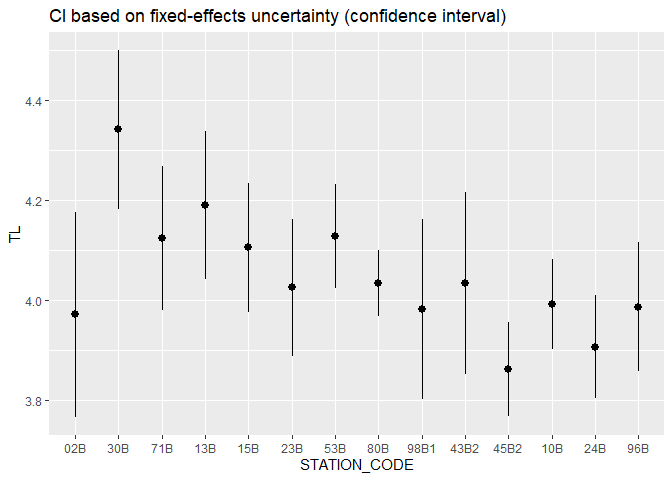 CI based on fixed-effects uncertainty (confidence interval)
4.4
4.2
4.0
3.8
TL
02B 30B 71B 13B 15B 23B 53B 80B 98B1 43B2 45B2 10B 24B 96B
STATION_CODE